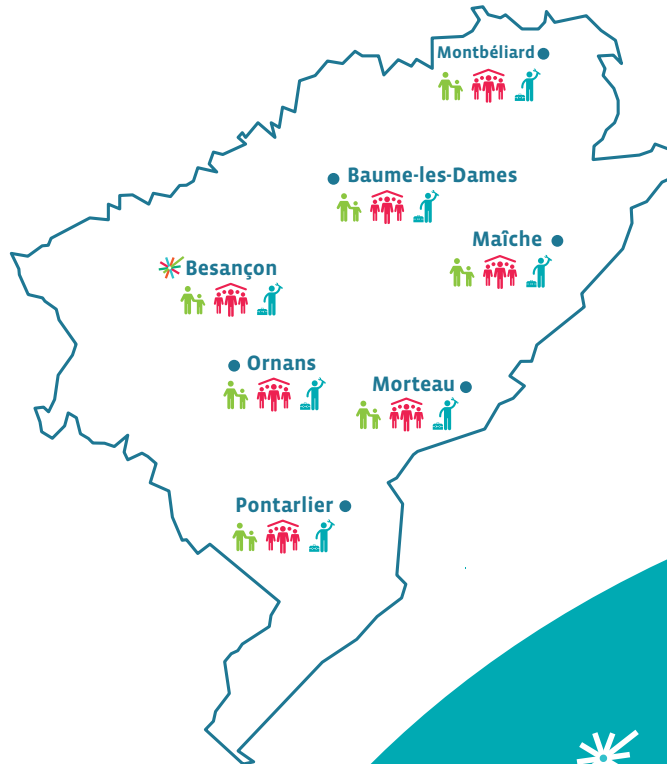 Montbéliard
Baume-les-Dames
Maîche
Besançon
Ornans
Morteau
Pontarlier